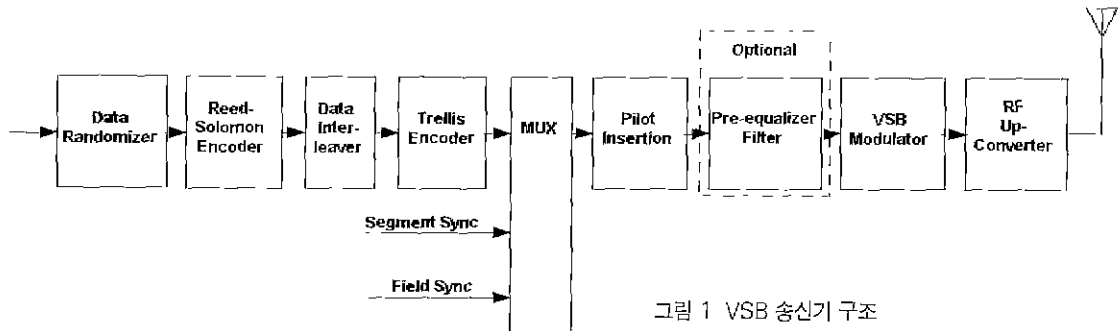 Optional
Data
Randomizer
Reed-
Solomon
Encoder
Data
Inter-
leaver
Trellis
Encoder
MUX
Pilot
Insertion
Pre-equalizer
Filter
VSB
Modulator
RF
Up-
Converter
Segment Sync
Field Sync
그림 1 VSB 송신기 구조